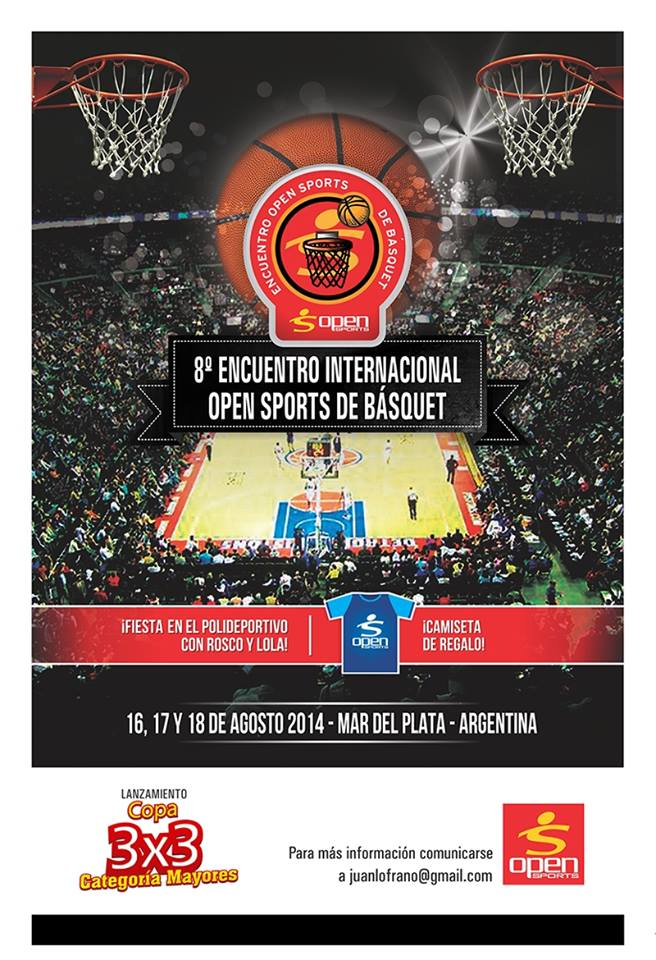 ENCUENTRO OPEN SPORTS DE BASQUET
open
SPORTS
8º ENCUENTRO INTERNACIONAL
OPEN SPORTS DE BÁSQUET
DETROIT
¡FIESTA EN EL POLIDEPORTIVO
CON ROSCO Y LOLA!
open
SPORTS
¡CAMISETA
DE REGALO!
16, 17 Y 18 DE AGOSTO 2014 - MAR DEL PLATA - ARGENTINA
LANZAMIENTO
Copa
3x3
Categoría Mayores
Para más información comunicarse
a juanlofrano@gmail.com
open
SPORTS